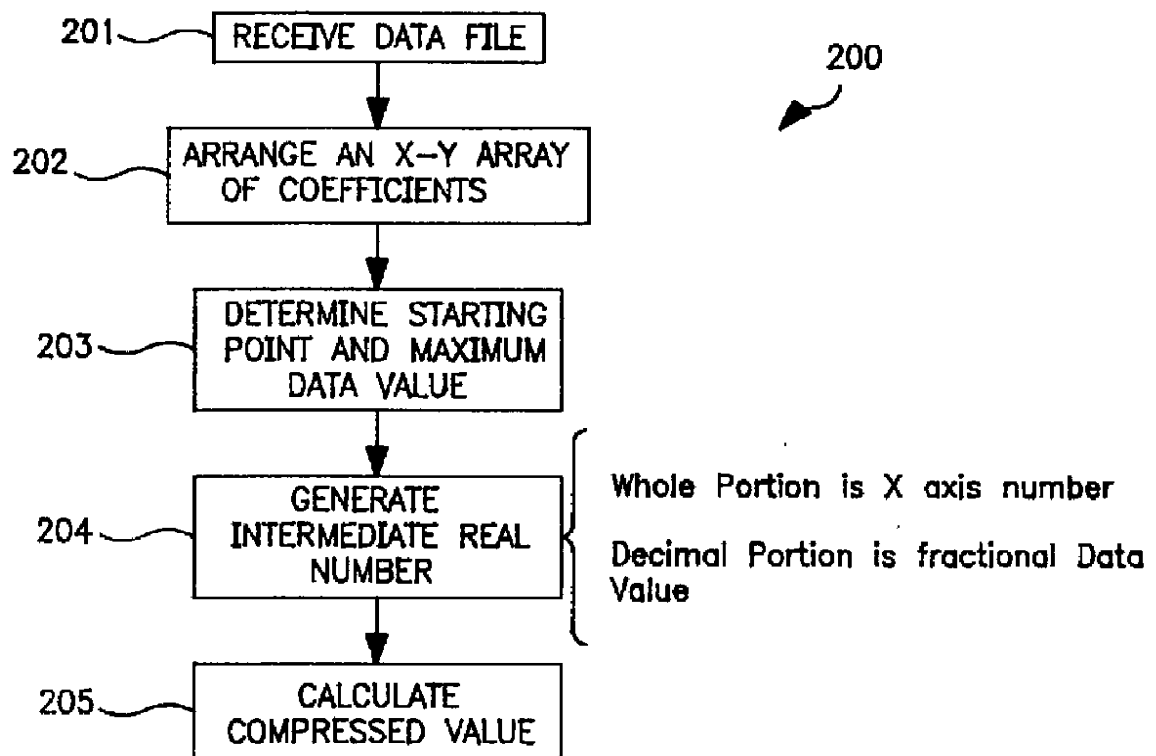 201
RECEIVE DATA FILE
200
202
ARRANGE AN X-Y ARRAY
OF COEFFICIENTS
203
DETERMINE STARTING
POINT AND MAXIMUM
DATA VALUE
204
GENERATE
INTERMEDIATE REAL
NUMBER
Whole Portion is X axis number
Decimal Portion is fractional Data
Value
205
CALCULATE
COMPRESSED VALUE